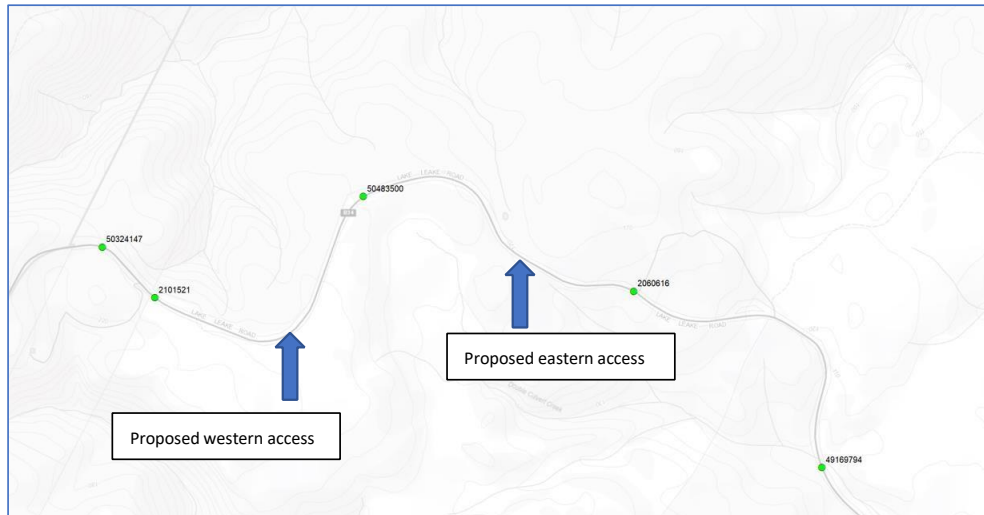 LAKE LEAKE ROAD
50483500
B34
50324147
2101521
2060616
LAKE LEAKE ROAD
LAKE LEAKE ROAD
Proposed eastern access
Proposed western access
49169794